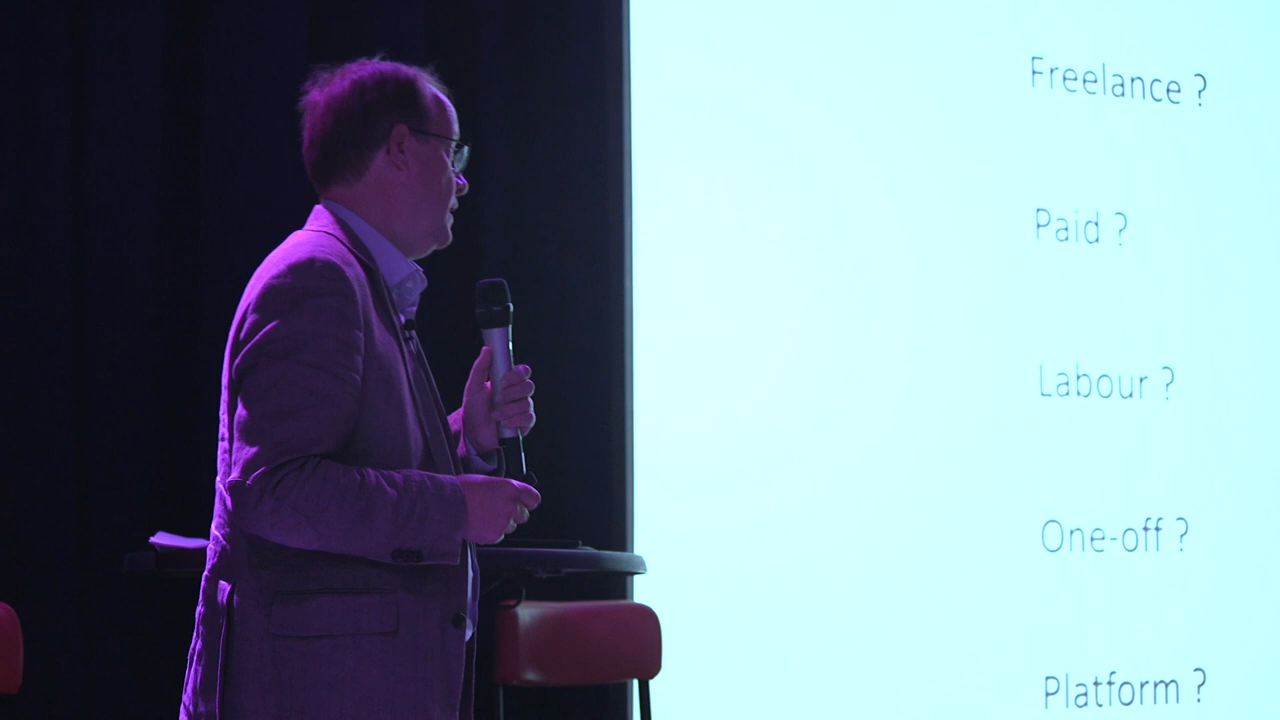 Freelance ?
Paid ?
Labour ?
One-off ?
Platform ?